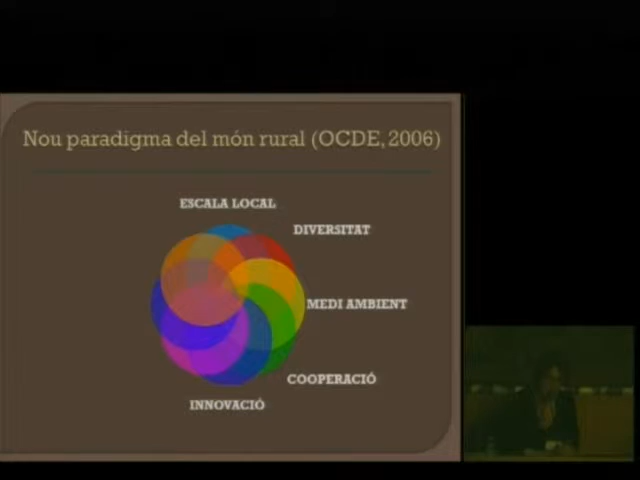 Nou paradigma del món rural (OCDE, 2006)
ESCALA LOCAL
DIVERSITAT
MEDI AMBIENT
COOPERACIÓ
INNOVACIÓ